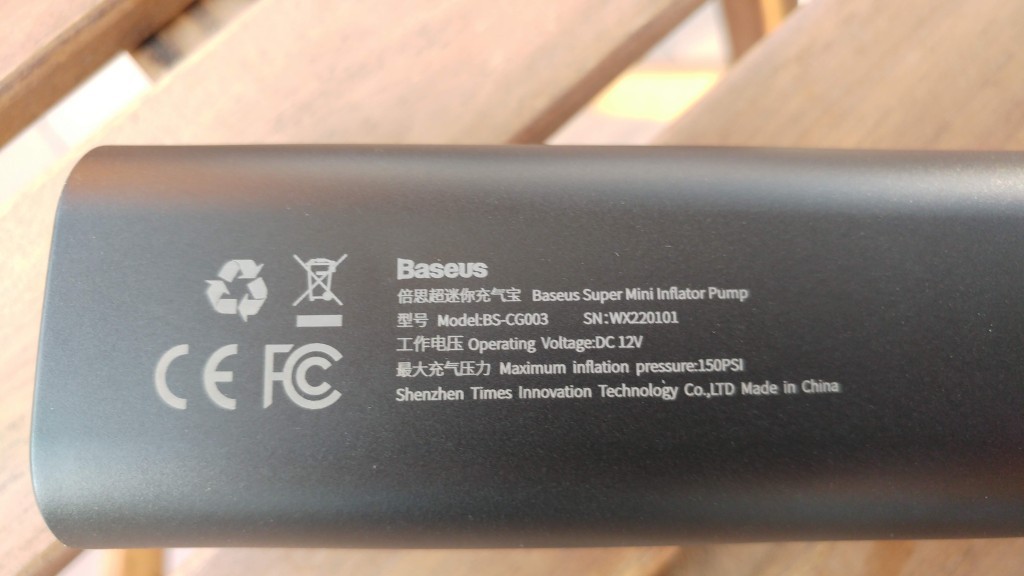 Baseus
倍思超迷你充气宝 Baseus Super Mini Inflator Pump
型号 Model:BS-CG003 SN:WX220101
工作电压 Operating Voltage:DC 12V
最大充气压力 Maximum inflation pressure:150PSI
Shenzhen Times Innovation Technology Co.,LTD Made in China
CE FC